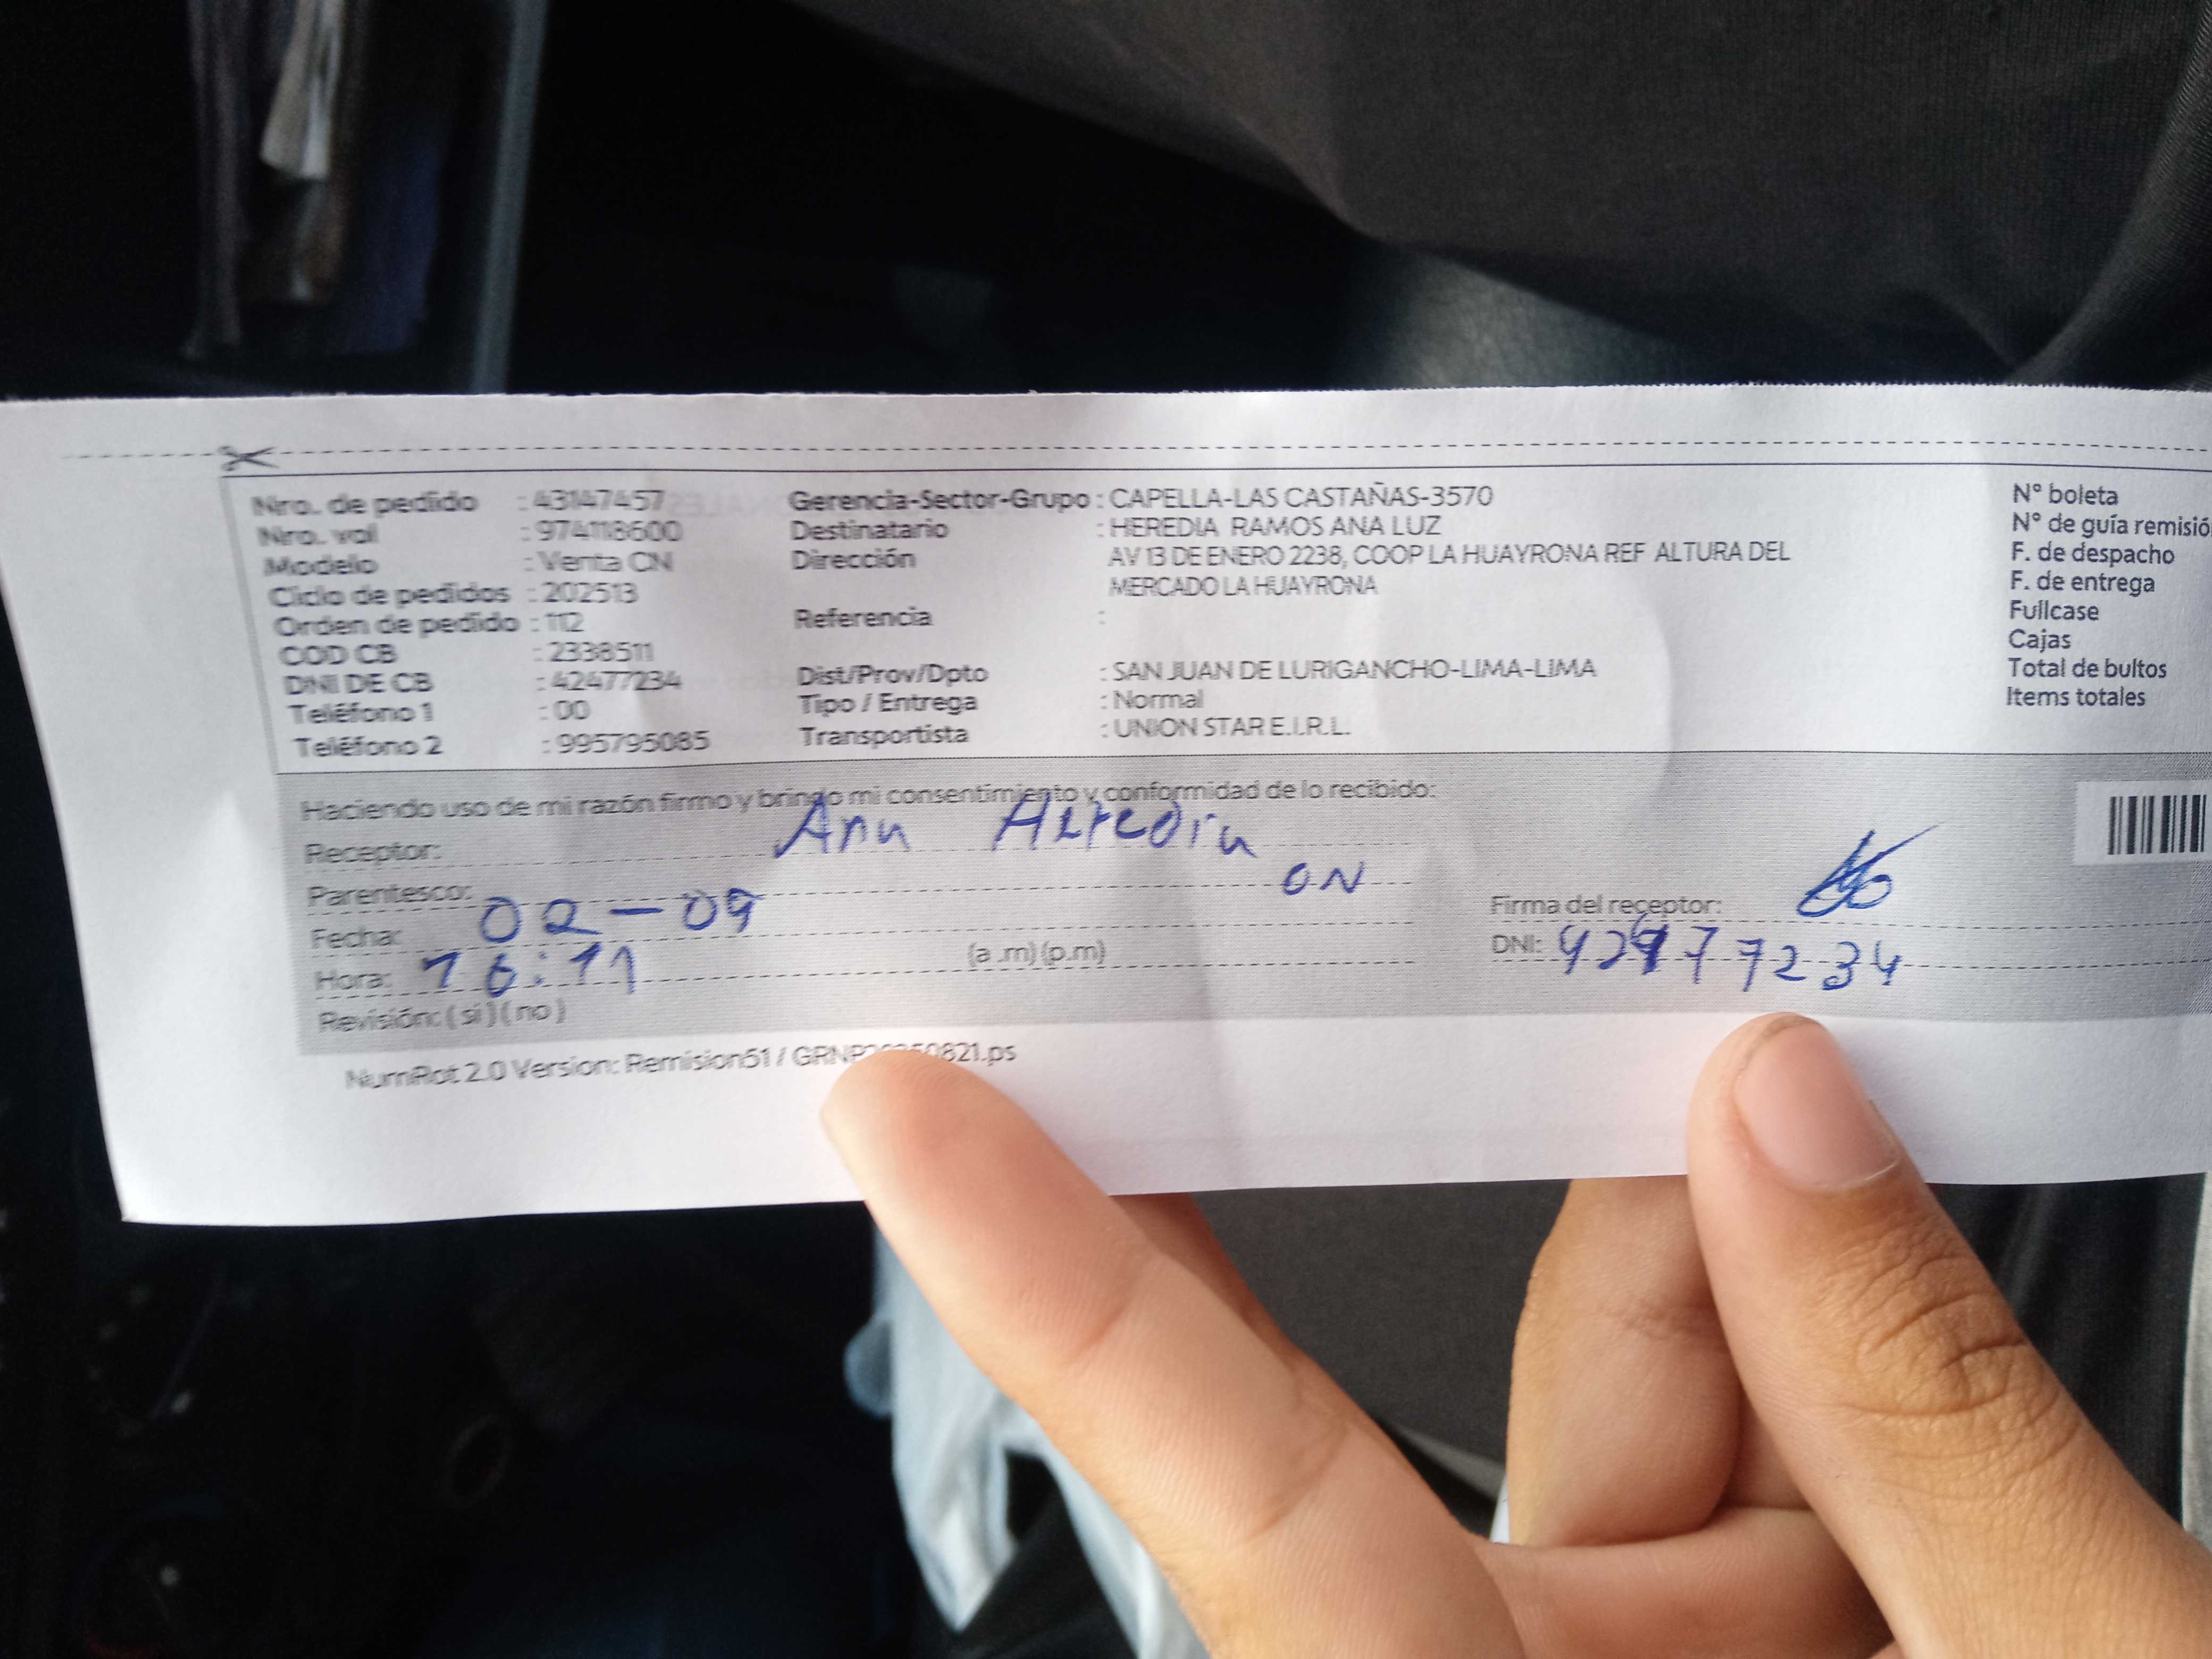 Nro. de pedido : 43147457
Nro. vol : 974118600
Modelo : Venta CN
Ciclo de pedidos : 202513
Orden de pedido : 112
COD CB : 2338511
DNI DE CB : 42477234
Teléfono 1 : 00
Teléfono 2 : 995795085
Gerencia-Sector-Grupo : CAPELLA-LAS CASTAÑAS-3570
Destinatario : HEREDIA RAMOS ANA LUZ
Dirección AV 13 DE ENERO 2238, COOP LA HUAYRONA REF ALTURA DEL
MERCADO LA HUAYRONA
Referencia :
Dist/Prov/Dpto : SAN JUAN DE LURIGANCHO-LIMA-LIMA
Tipo / Entrega : Normal
Transportista : UNION STAR E.I.R.L.
N° boleta
N° de guía remisió
F. de despacho
F. de entrega
Fullcase
Cajas
Total de bultos
Items totales
Haciendo uso de mi razón firmo y brindo mi consentimiento y conformidad de lo recibido:
Receptor: Ana Heredia
Parentesco: CN
Fecha: 02-09
Hora: 16:11 (a .m) (p.m)
Revisión: ( si ) ( no )
Firma del receptor:
DNI: 42477234
NumRot 2.0 Version: Remision51 / 0821.ps